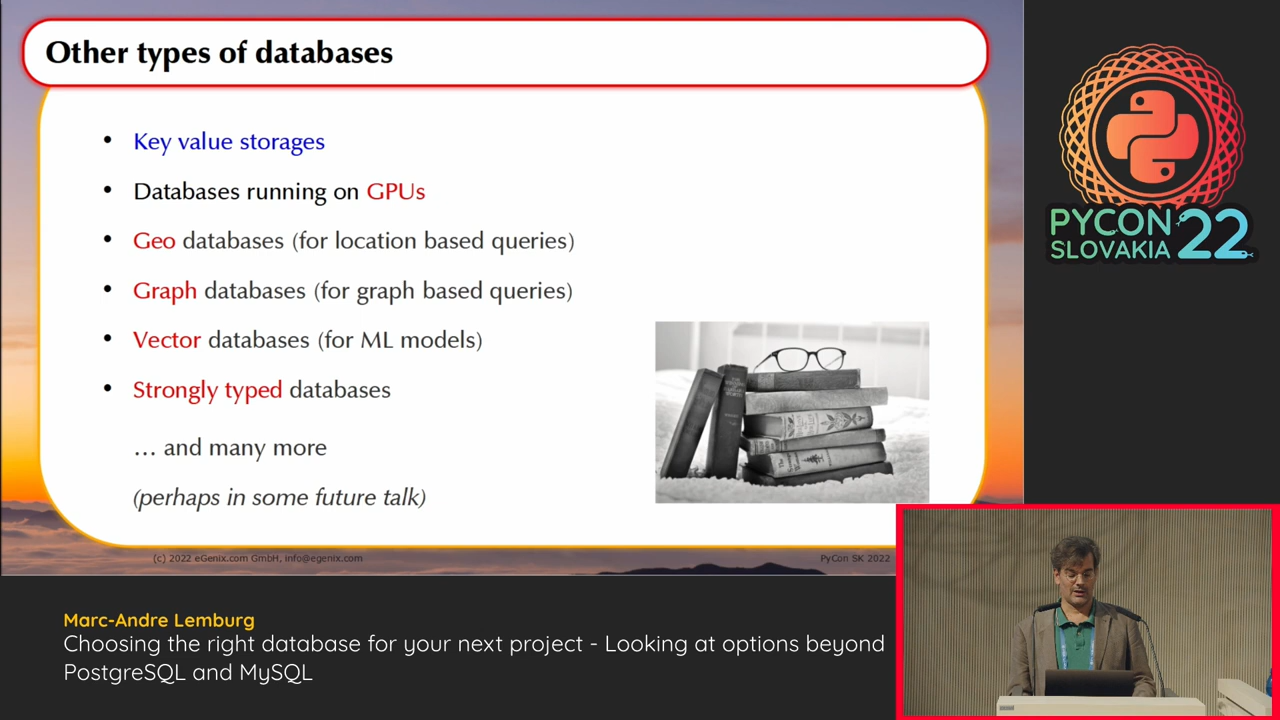 Other types of databases
• Key value storages
• Databases running on GPUs
• Geo databases (for location based queries)
• Graph databases (for graph based queries)
• Vector databases (for ML models)
• Strongly typed databases
… and many more
(perhaps in some future talk)
(c) 2022 eGenix.com GmbH, info@egenix.com
PyCon SK 2022
PYCON 22
SLOVAKIA
Marc-Andre Lemburg
Choosing the right database for your next project - Looking at options beyond
PostgreSQL and MySQL